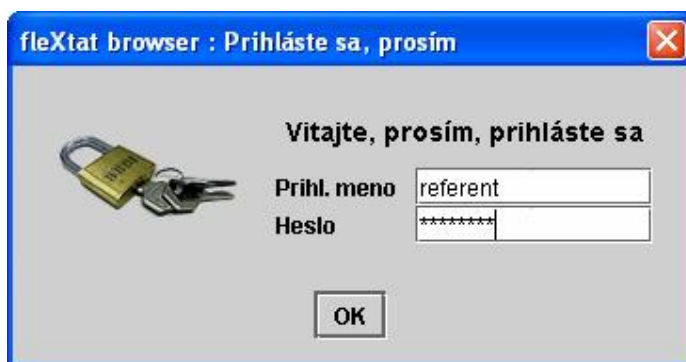 fleXtat browser : Prihláste sa, prosím
Vitajte, prosím, prihláste sa
Prihl. meno referent
Heslo ********
OK